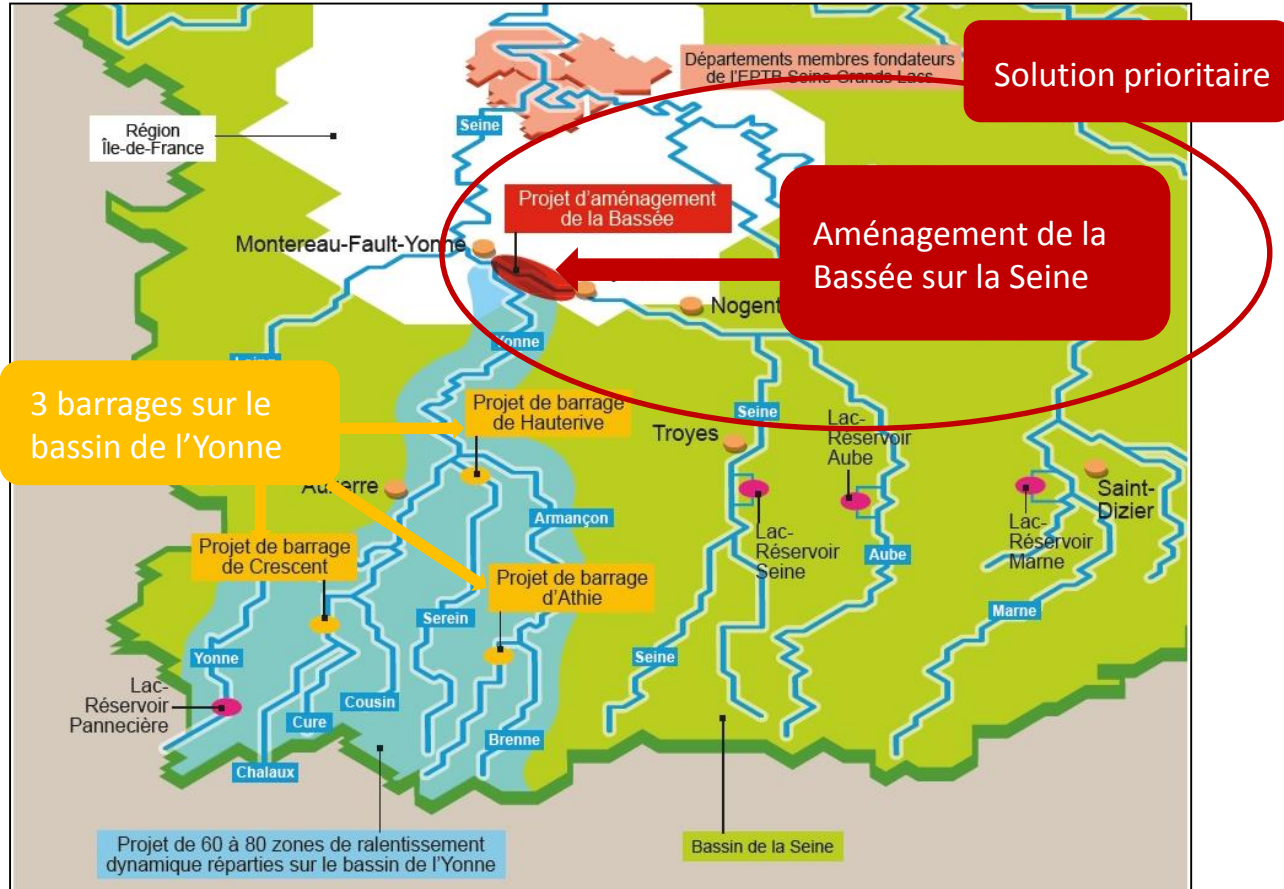 Départements membres fondateurs
de l'EPTB Seine Grands Lacs
Solution prioritaire
Région
Île-de-France
Seine
Projet d'aménagement
de la Bassée
Aménagement de la
Bassée sur la Seine
Montereau-Fault-Yonne
Nogent
Yonne
3 barrages sur le
bassin de l'Yonne
Projet de barrage
de Hauterive
Seine
Troyes
Lac-
Réservoir
Aube
Auxerre
Saint-
Dizier
Armançon
Lac-
Réservoir
Seine
Lac-
Réservoir
Marne
Projet de barrage
de Crescent
Aube
Projet de barrage
d'Athie
Serein
Marne
Yonne
Seine
Lac-
Réservoir
Pannecière
Cousin
Cure
Brenne
Chalaux
Projet de 60 à 80 zones de ralentissement
dynamique réparties sur le bassin de l'Yonne
Bassin de la Seine